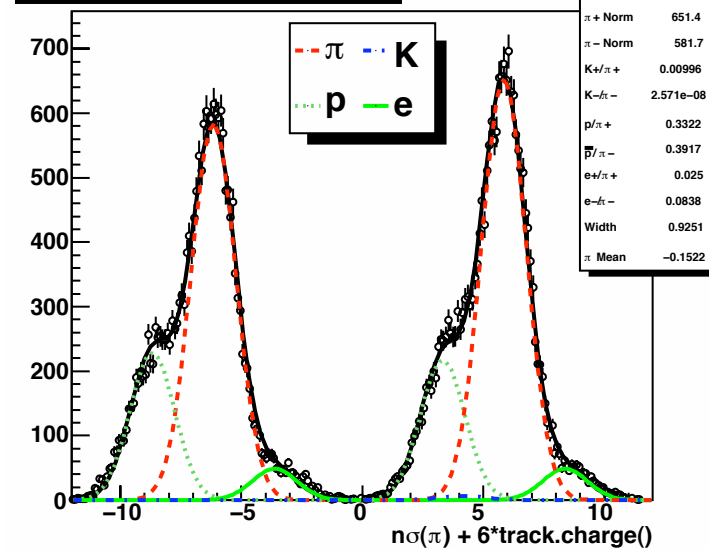 π+ Norm 651.4
π− Norm 581.7
K+/π+ 0.00996
K−/π− 2.571e−08
p/π+ 0.3322
p̅/π− 0.3917
e+/π+ 0.025
e−/π− 0.0838
Width 0.9251
π Mean −0.1522
π K
p e
700
600
500
400
300
200
100
0
−10 −5 0 5 10
nσ(π) + 6*track.charge()